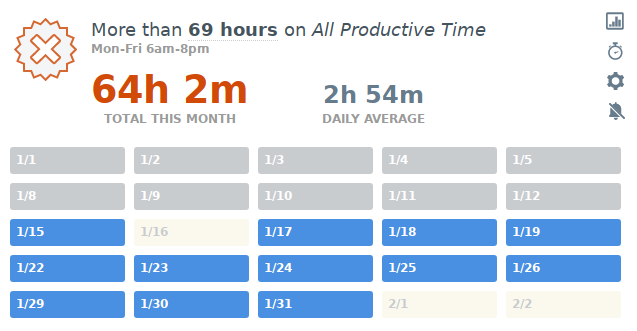 More than 69 hours on All Productive Time
Mon-Fri 6am-8pm
64h 2m
TOTAL THIS MONTH
2h 54m
DAILY AVERAGE
1/1 1/2 1/3 1/4 1/5
1/8 1/9 1/10 1/11 1/12
1/15 1/16 1/17 1/18 1/19
1/22 1/23 1/24 1/25 1/26
1/29 1/30 1/31 2/1 2/2